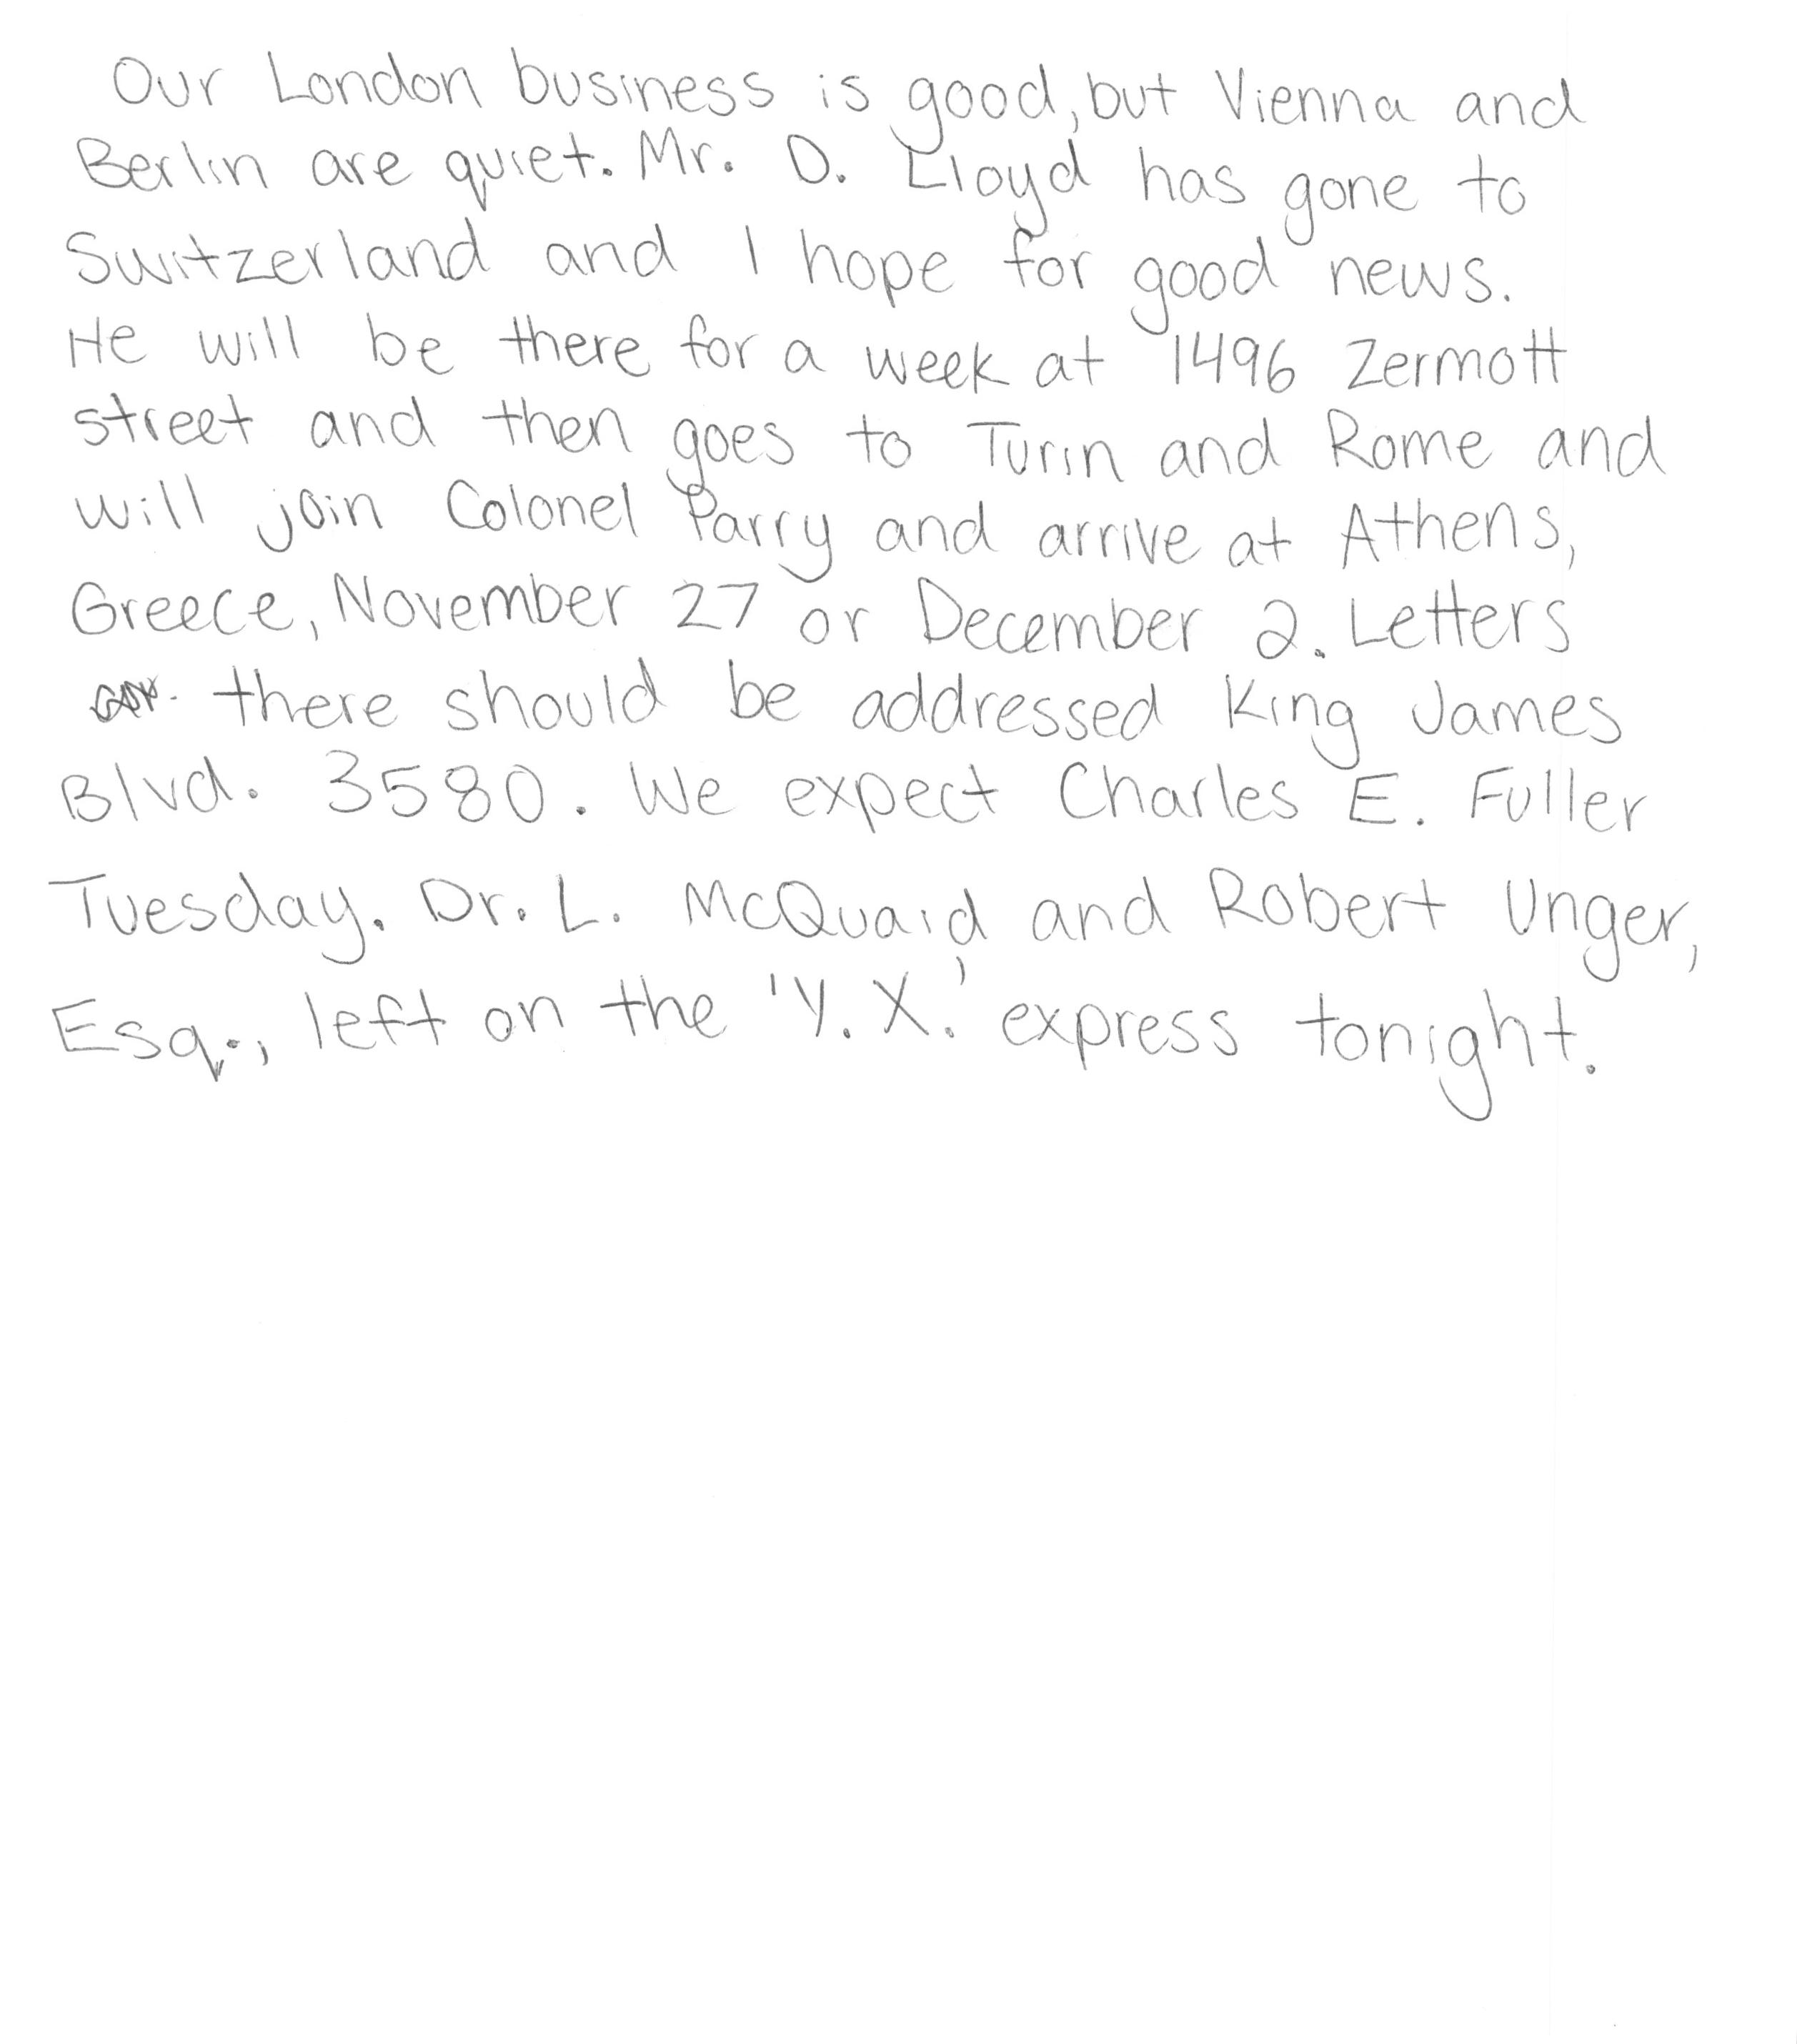 Our London business is good, but Vienna and
Berlin are quiet. Mr. D. Lloyd has gone to
Switzerland and I hope for good news.
He will be there for a week at 1496 Zermott
street and then goes to Turin and Rome and
will join Colonel Parry and arrive at Athens,
Greece, November 27 or December 2. Letters
there should be addressed King James
Blvd. 3580. We expect Charles E. Fuller
Tuesday. Dr. L. McQuaid and Robert Unger,
Esq., left on the 'Y.X.' express tonight.